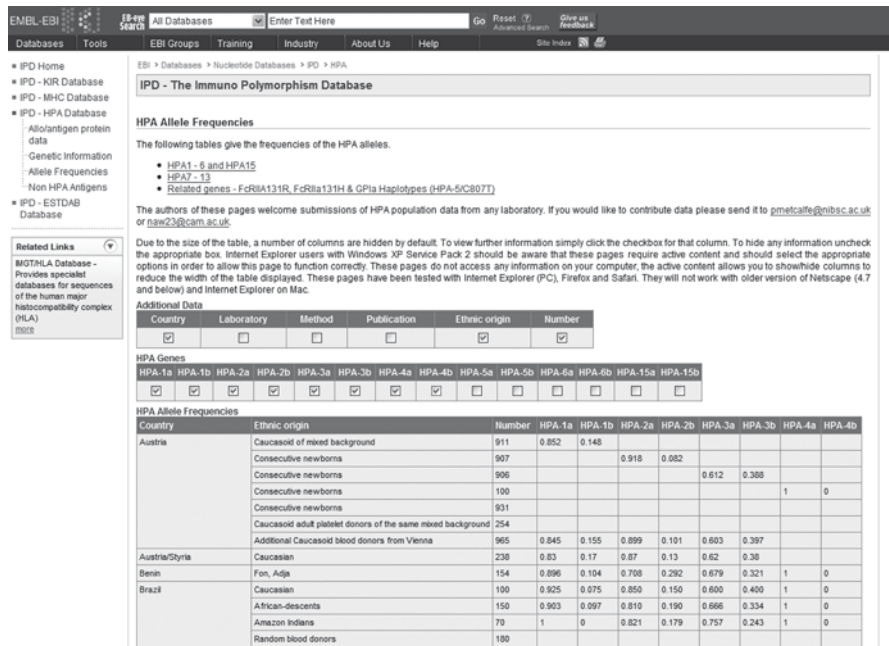 EMBL-EBI
EB-eye Search
All Databases
Enter Text Here
Go
Reset
Advanced Search
Give us feedback
Databases Tools EBI Groups Training Industry About Us Help Site Index
IPD Home
IPD - KIR Database
IPD - MHC Database
IPD - HPA Database
Allo/antigen protein
data
Genetic Information
Allele Frequencies
Non HPA Antigens
IPD - ESTDAB
Database
Related Links
IMGT/HLA Database -
Provides specialist
databases for sequences
of the human major
histocompatibility complex
(HLA)
more
EBI > Databases > Nucleotide Databases > IPD > HPA
IPD - The Immuno Polymorphism Database
HPA Allele Frequencies
The following tables give the frequencies of the HPA alleles.
HPA1 - 6 and HPA15
HPA7 - 13
Related genes - FcRIIA131R, FcRIIa131H & GPIa Haplotypes (HPA-5/C807T)
The authors of these pages welcome submissions of HPA population data from any laboratory. If you would like to contribute data please send it to pmetcalfe@nibsc.ac.uk
or naw23@cam.ac.uk.
Due to the size of the table, a number of columns are hidden by default. To view further information simply click the checkbox for that column. To hide any information uncheck
the appropriate box. Internet Explorer users with Windows XP Service Pack 2 should be aware that these pages require active content and should select the appropriate
options in order to allow this page to function correctly. These pages do not access any information on your computer, the active content allows you to show/hide columns to
reduce the width of the table displayed. These pages have been tested with Internet Explorer (PC), Firefox and Safari. They will not work with older version of Netscape (4.7
and below) and Internet Explorer on Mac.
Additional Data
Country Laboratory Method Publication Ethnic origin Number
HPA Genes
HPA-1a HPA-1b HPA-2a HPA-2b HPA-3a HPA-3b HPA-4a HPA-4b HPA-5a HPA-5b HPA-6a HPA-6b HPA-15a HPA-15b
HPA Allele Frequencies
Country Ethnic origin Number HPA-1a HPA-1b HPA-2a HPA-2b HPA-3a HPA-3b HPA-4a HPA-4b
Austria Caucasoid of mixed background 911 0.852 0.148
Consecutive newborns 907 0.918 0.082
Consecutive newborns 906 0.612 0.388
Consecutive newborns 100 1 0
Consecutive newborns 931
Caucasoid adult platelet donors of the same mixed background 254
Additional Caucasoid blood donors from Vienna 965 0.845 0.155 0.899 0.101 0.603 0.397
Austria/Styria Caucasian 238 0.83 0.17 0.87 0.13 0.62 0.38
Benin Fon, Adja 154 0.896 0.104 0.708 0.292 0.679 0.321 1 0
Brazil Caucasian 100 0.925 0.075 0.850 0.150 0.600 0.400 1 0
African-descents 150 0.903 0.097 0.810 0.190 0.666 0.334 1 0
Amazon Indians 70 1 0 0.821 0.179 0.757 0.243 1 0
Random blood donors 180